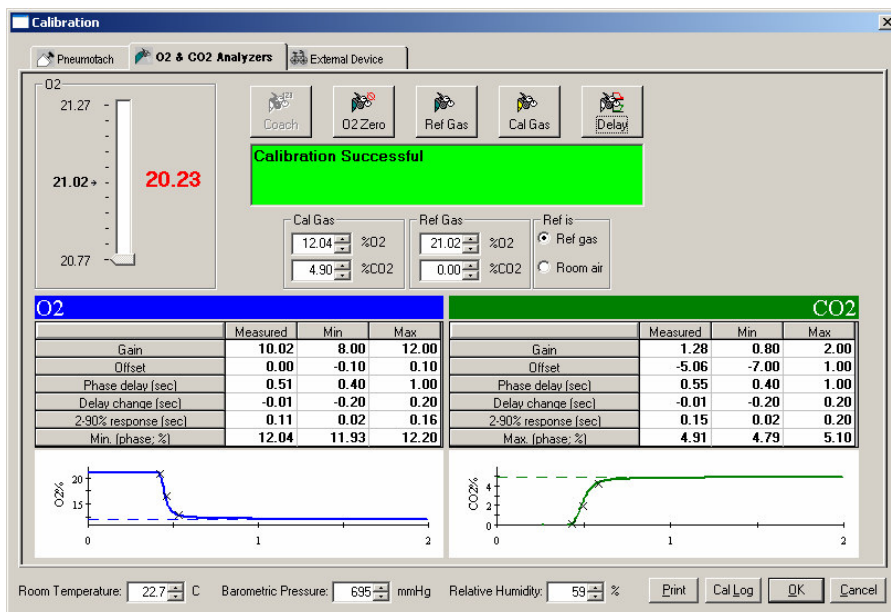 Calibration
Pneumotach O2 & CO2 Analyzers External Device
O2
21.27
21.02
20.77
20.23
Coach O2 Zero Ref Gas Cal Gas Delay
Calibration Successful
Cal Gas Ref Gas Ref is
12.04 %O2 21.02 %O2 Ref gas
4.90 %CO2 0.00 %CO2 Room air
O2
Measured Min Max
Gain 10.02 8.00 12.00
Offset 0.00 -0.10 0.10
Phase delay (sec) 0.51 0.40 1.00
Delay change (sec) -0.01 -0.20 0.20
2-90% response (sec) 0.11 0.02 0.16
Min. (phase; %) 12.04 11.93 12.20
CO2
Measured Min Max
Gain 1.28 0.80 2.00
Offset -5.06 -7.00 1.00
Phase delay (sec) 0.55 0.40 1.00
Delay change (sec) -0.01 -0.20 0.20
2-90% response (sec) 0.15 0.02 0.20
Max. (phase; %) 4.91 4.79 5.10
O2%
20
15
0 1 2
CO2%
4
2
0
0 1 2
Room Temperature: 22.7 C Barometric Pressure: 695 mmHg Relative Humidity: 59 % Print Cal Log OK Cancel